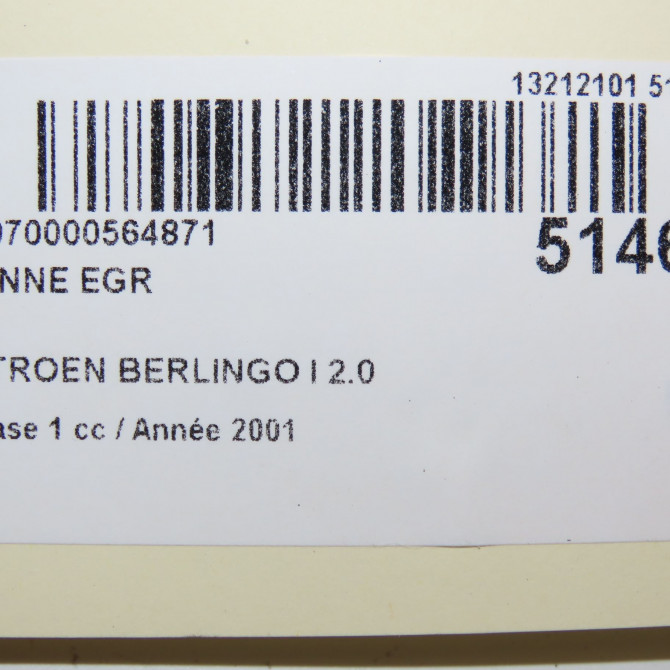 13212101 51
070000564871
5146
NNE EGR
TROEN BERLINGO I 2.0
ase 1 cc / Année 2001